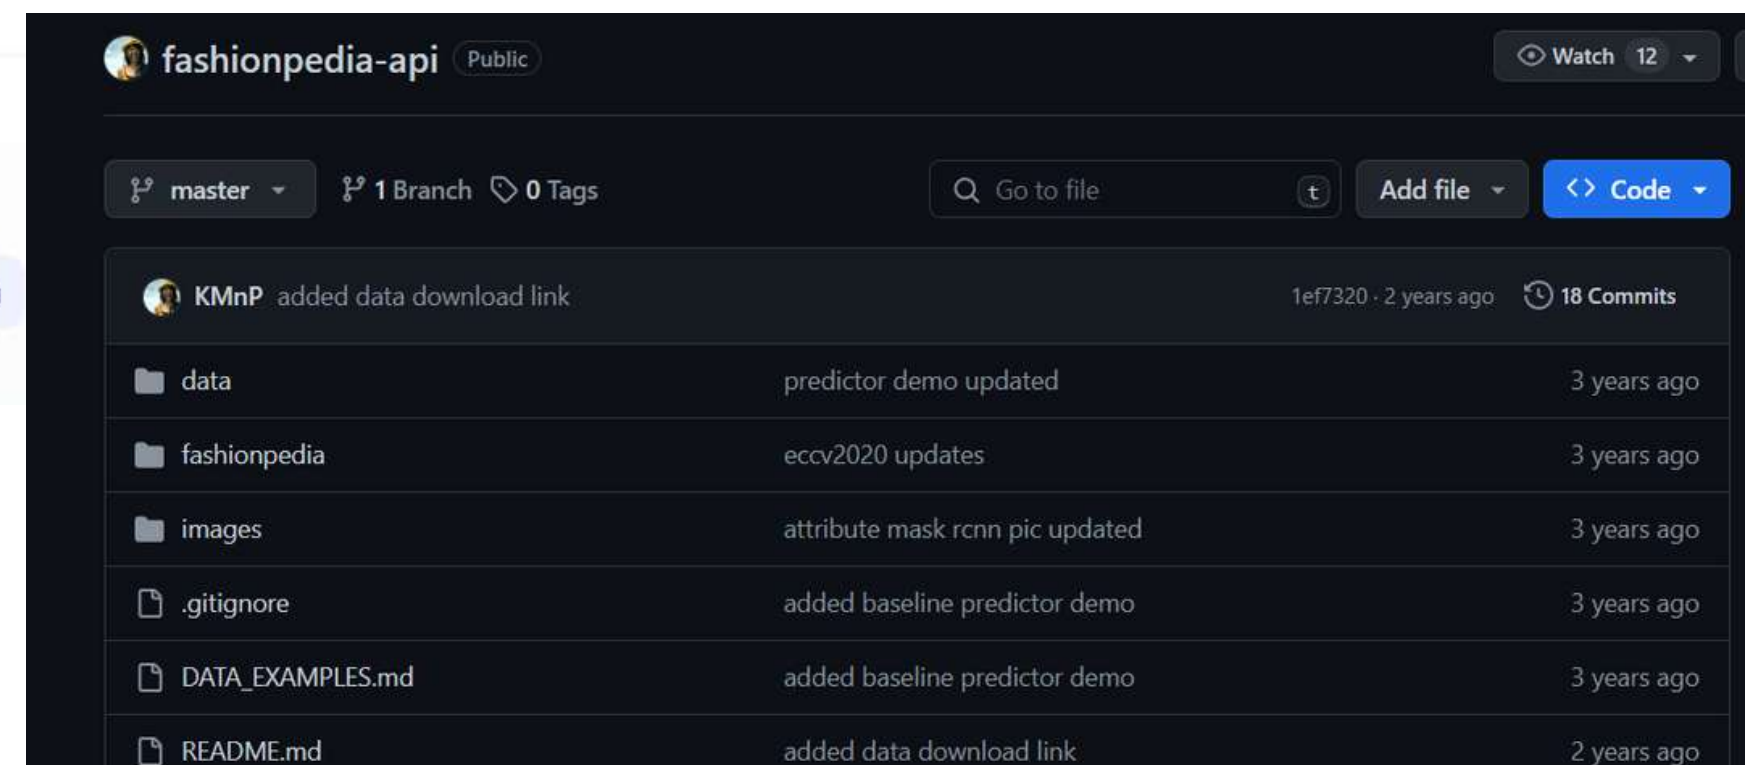 fashionpedia-api Public Watch 12
master 1 Branch 0 Tags Go to file t Add file Code
KMnP added data download link 1ef7320 · 2 years ago 18 Commits
data predictor demo updated 3 years ago
fashionpedia eccv2020 updates 3 years ago
images attribute mask rcnn pic updated 3 years ago
.gitignore added baseline predictor demo 3 years ago
DATA_EXAMPLES.md added baseline predictor demo 3 years ago
README.md added data download link 2 years ago